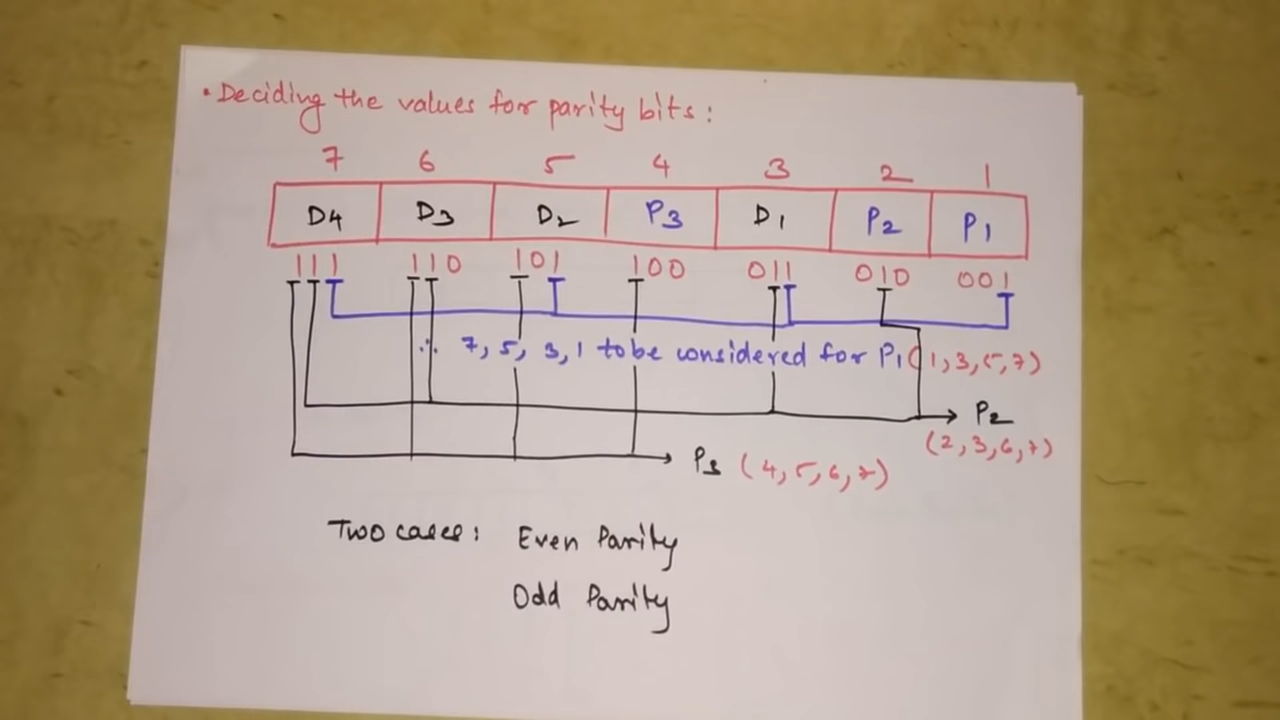 • Deciding the values for parity bits:
7 6 5 4 3 2 1
D4 D3 D2 P3 D1 P2 P1
111 110 101 100 011 010 001
∴ 7, 5, 3, 1 to be considered for P1 (1, 3, 5, 7)
P2
(2, 3, 6, 7)
P3 (4, 5, 6, 7)
Two cases: Even Parity
Odd Parity